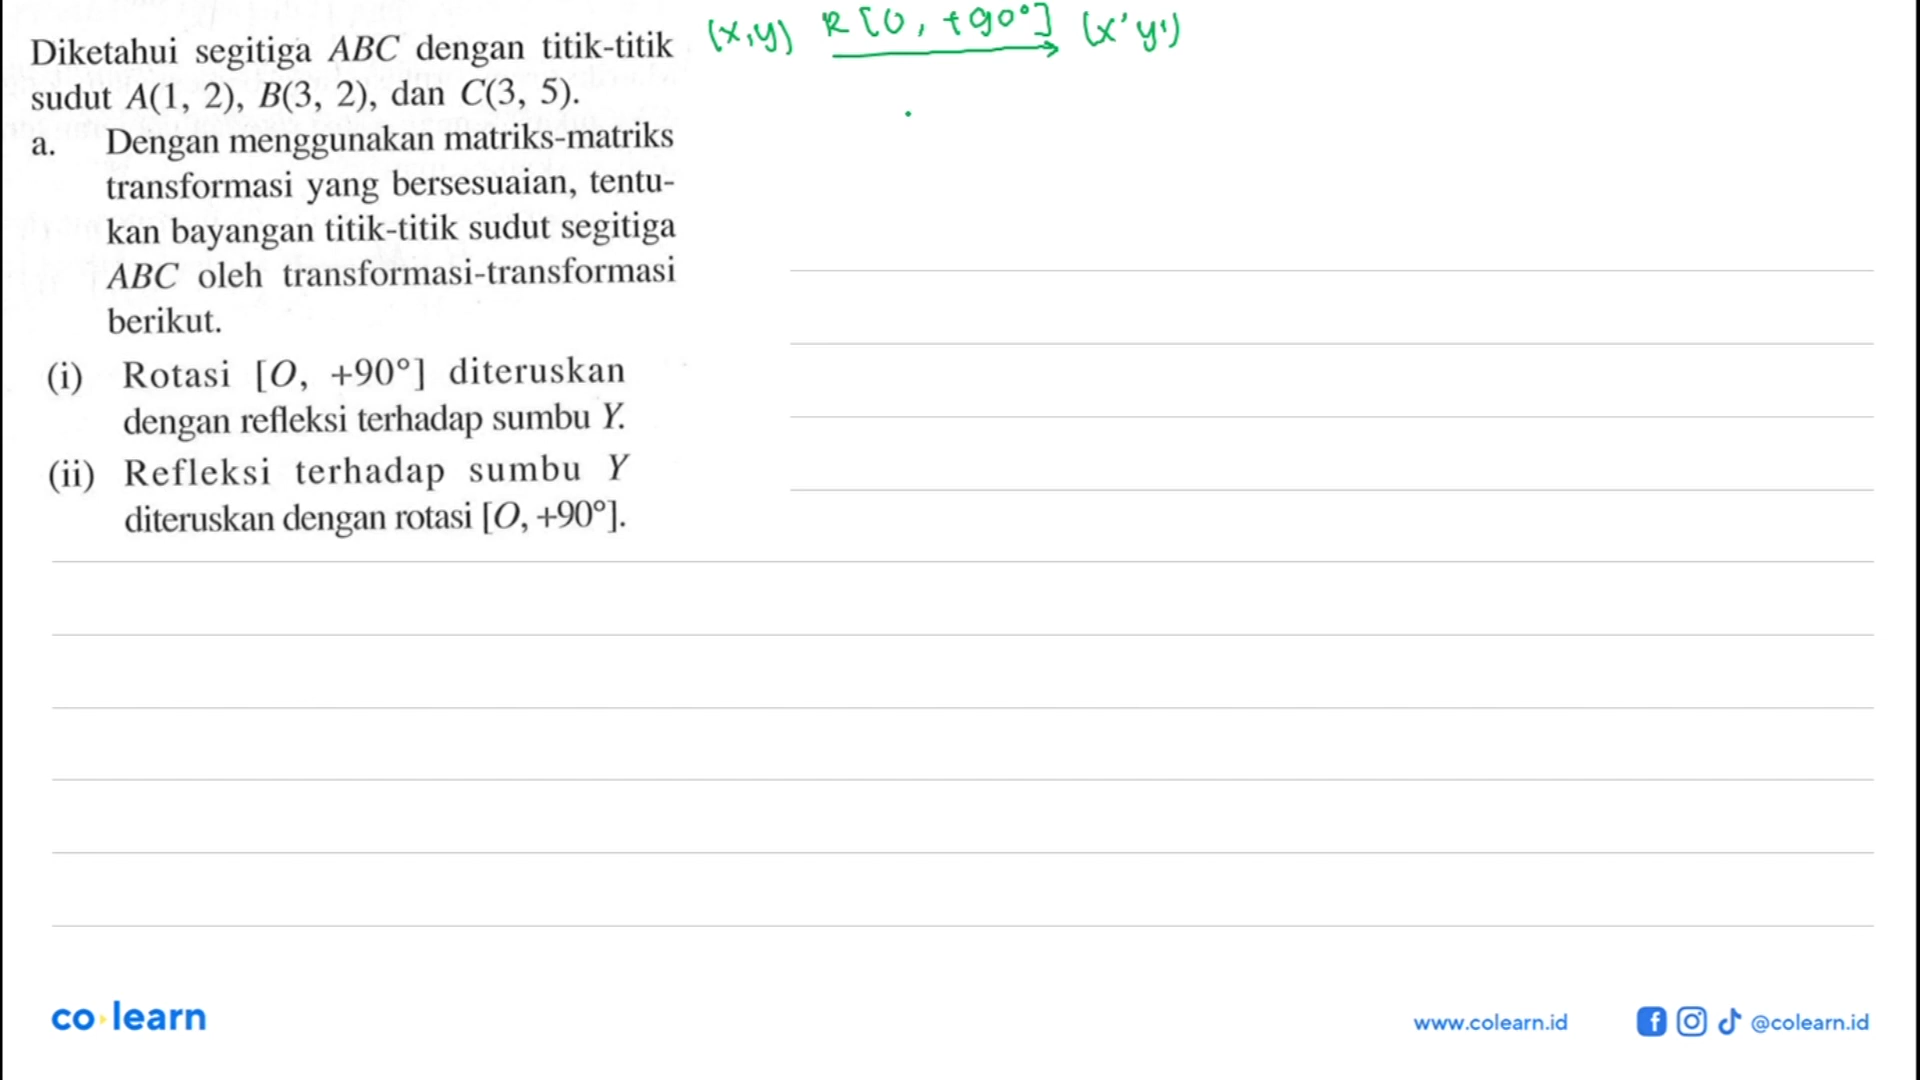 Diketahui segitiga ABC dengan titik-titik
sudut A(1, 2), B(3, 2), dan C(3, 5).
a. Dengan menggunakan matriks-matriks
transformasi yang bersesuaian, tentu-
kan bayangan titik-titik sudut segitiga
ABC oleh transformasi-transformasi
berikut.
(i) Rotasi [O, +90°] diteruskan
dengan refleksi terhadap sumbu Y.
(ii) Refleksi terhadap sumbu Y
diteruskan dengan rotasi [O, +90°].
(x,y) R[O, +90°] (x'y')
co learn
www.colearn.id @colearn.id